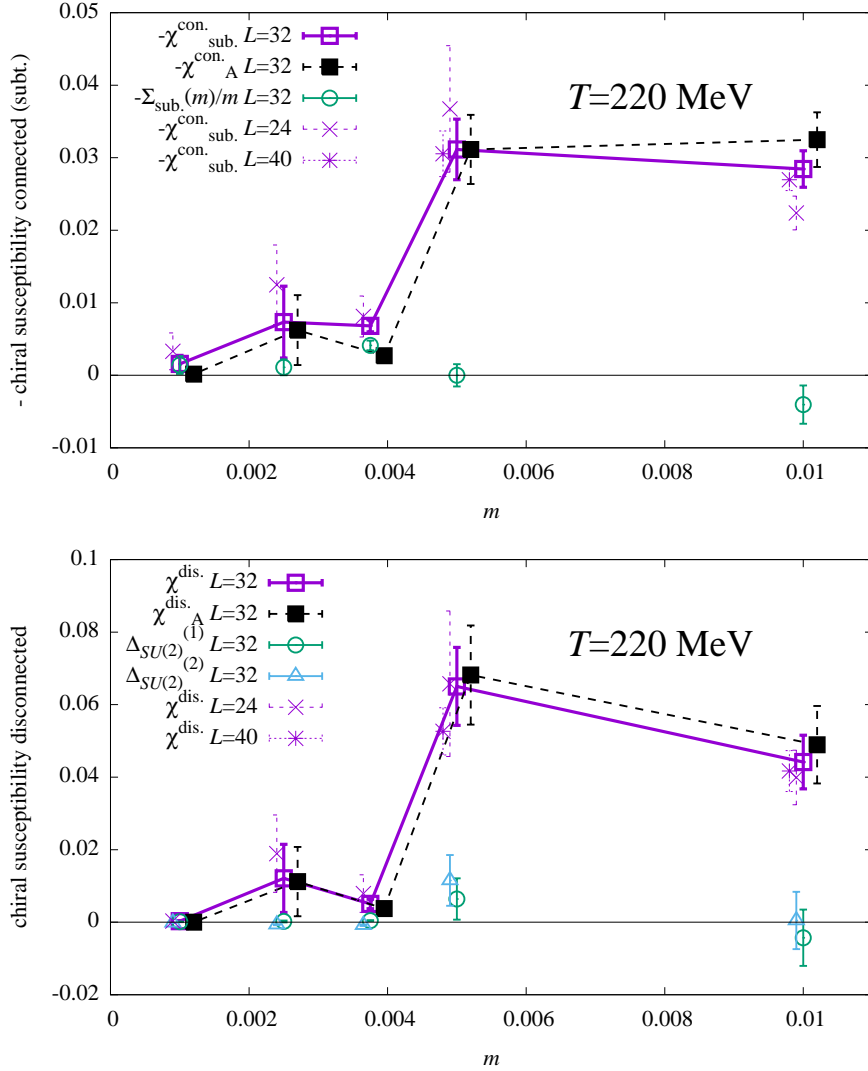 0.05
0.04
0.03
0.02
0.01
0
-0.01
- chiral susceptibility connected (subt.)
-χ^con._sub. L=32
-χ^con._A L=32
-Σ_sub.(m)/m L=32
-χ^con._sub. L=24
-χ^con._sub. L=40
T=220 MeV
0 0.002 0.004 0.006 0.008 0.01
m
0.1
0.08
0.06
0.04
0.02
0
-0.02
chiral susceptibility disconnected
χ^dis. L=32
χ^dis._A L=32
Δ_SU(2)^(1) L=32
Δ_SU(2)^(2) L=32
χ^dis. L=24
χ^dis. L=40
T=220 MeV
0 0.002 0.004 0.006 0.008 0.01
m